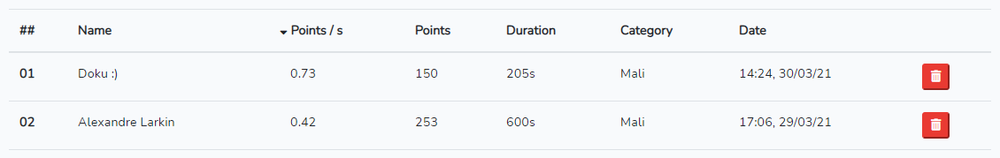 ## Name Points / s Points Duration Category Date
01 Doku :) 0.73 150 205s Mali 14:24, 30/03/21
02 Alexandre Larkin 0.42 253 600s Mali 17:06, 29/03/21